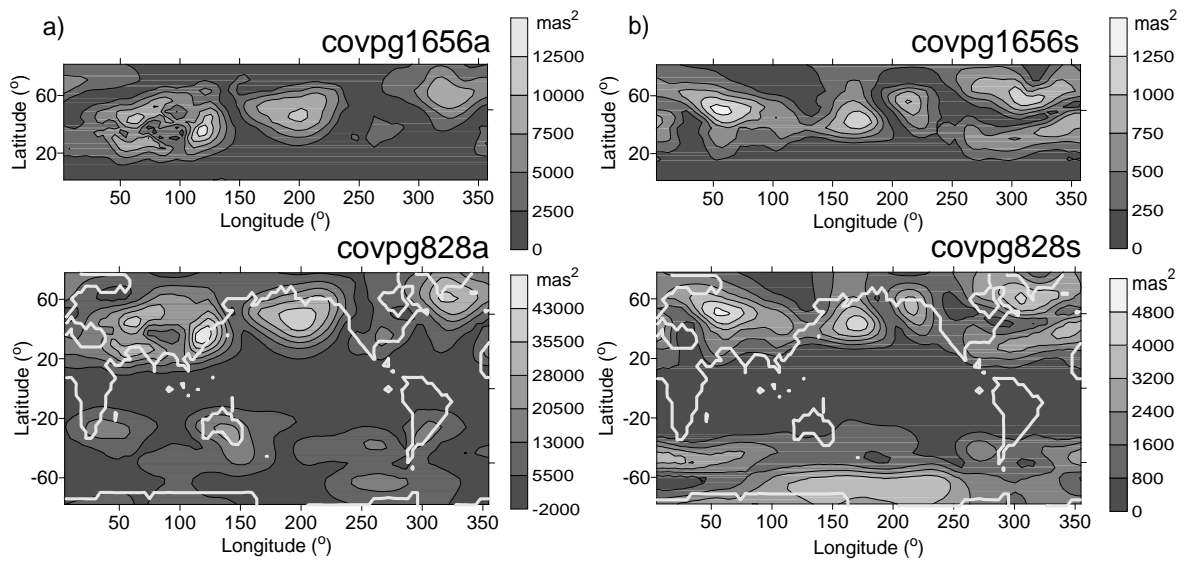 a)
covpg1656a
mas²
12500
10000
7500
5000
2500
0
Latitude (°)
60
20
50 100 150 200 250 300 350
Longitude (°)
b)
covpg1656s
mas²
1250
1000
750
500
250
0
Latitude (°)
60
20
50 100 150 200 250 300 350
Longitude (°)
covpg828a
mas²
43000
35500
28000
20500
13000
5500
-2000
Latitude (°)
60
20
-20
-60
50 100 150 200 250 300 350
Longitude (°)
covpg828s
mas²
4800
4000
3200
2400
1600
800
0
Latitude (°)
60
20
-20
-60
50 100 150 200 250 300 350
Longitude (°)